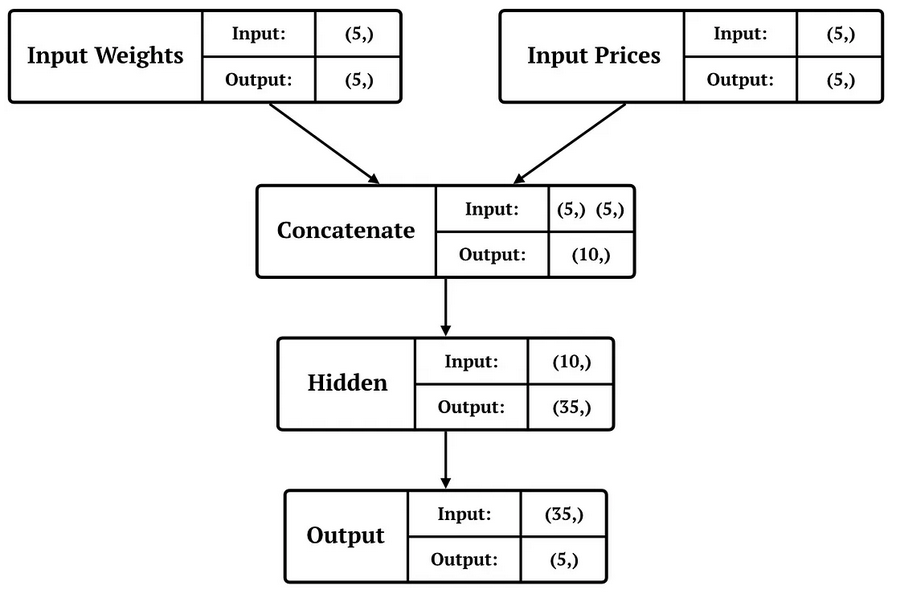 Input Weights
Input: (5,)
Output: (5,)
Input Prices
Input: (5,)
Output: (5,)
Concatenate
Input: (5,) (5,)
Output: (10,)
Hidden
Input: (10,)
Output: (35,)
Output
Input: (35,)
Output: (5,)